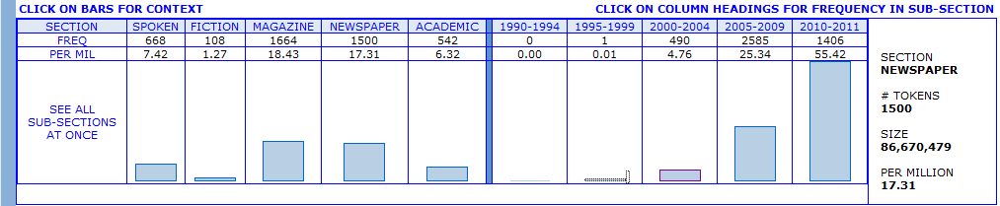 CLICK ON BARS FOR CONTEXT CLICK ON COLUMN HEADINGS FOR FREQUENCY IN SUB-SECTION
SECTION SPOKEN FICTION MAGAZINE NEWSPAPER ACADEMIC 1990-1994 1995-1999 2000-2004 2005-2009 2010-2011
FREQ 668 108 1664 1500 542 0 1 490 2585 1406
PER MIL 7.42 1.27 18.43 17.31 6.32 0.00 0.01 4.76 25.34 55.42
SEE ALL
SUB-SECTIONS
AT ONCE
SECTION
NEWSPAPER
# TOKENS
1500
SIZE
86,670,479
PER MILLION
17.31